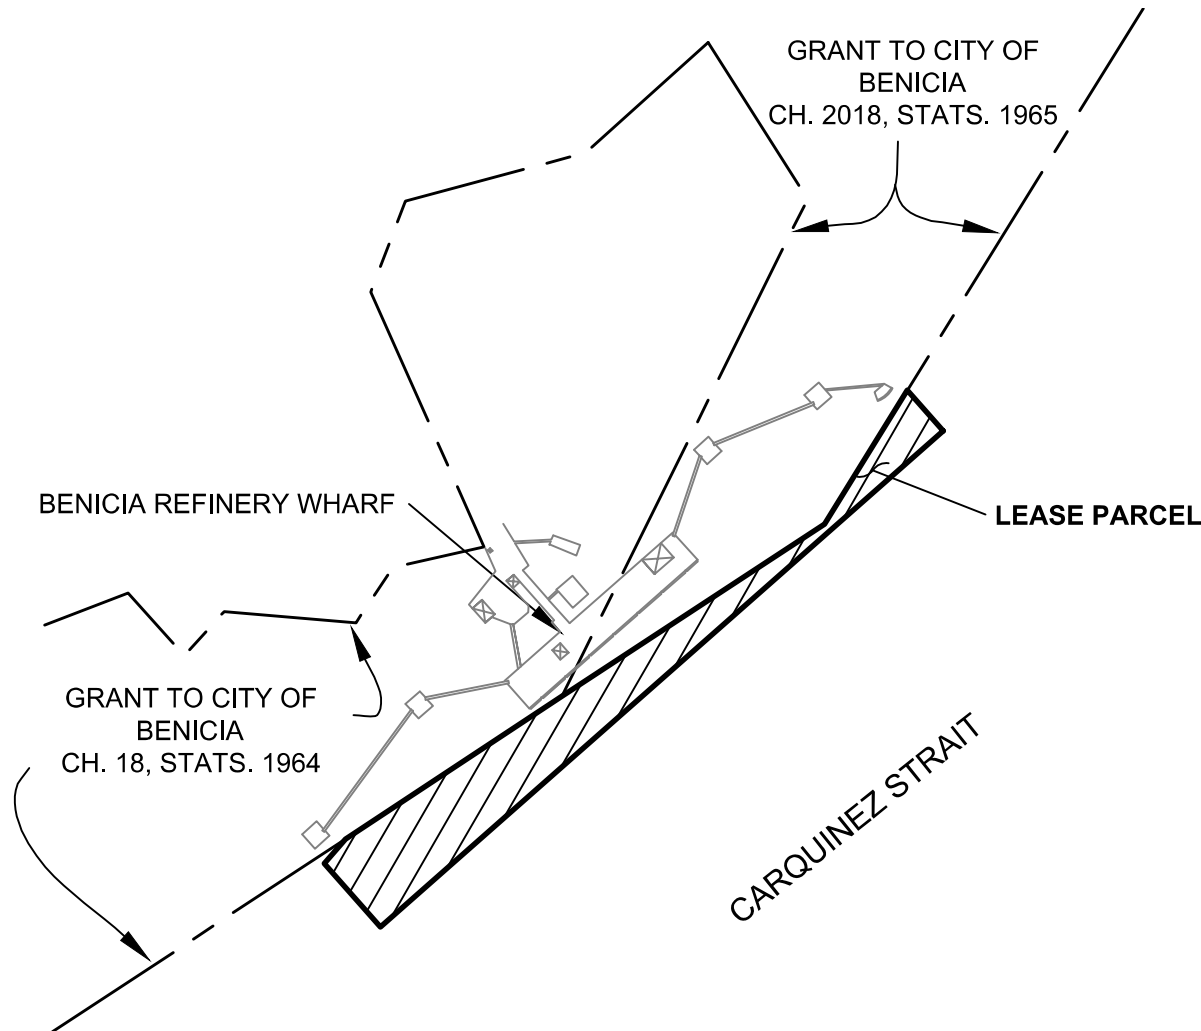 GRANT TO CITY OF
BENICIA
CH. 2018, STATS. 1965
BENICIA REFINERY WHARF
LEASE PARCEL
GRANT TO CITY OF
BENICIA
CH. 18, STATS. 1964
CARQUINEZ STRAIT